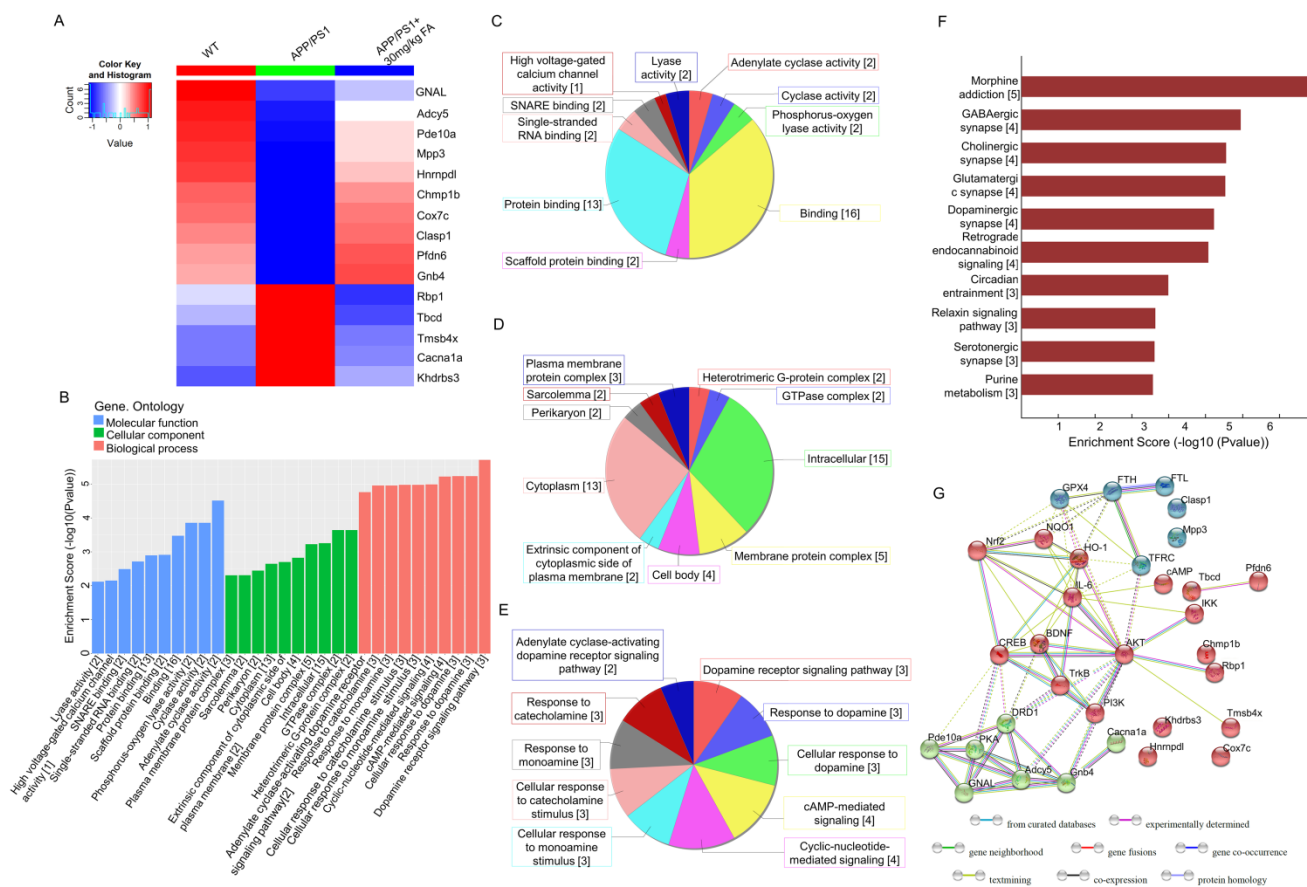 A
WT
APP/PS1
APP/PS1+
30mg/kg FA
Color Key
and Histogram
Count
-1
0
1
Value
GNAL
Adcy5
Pde10a
Mpp3
Hnrnpdl
Chmp1b
Cox7c
Clasp1
Pfdn6
Gnb4
Rbp1
Tbcd
Tmsb4x
Cacna1a
Khdrbs3
B
Gene. Ontology
Molecular function
Cellular component
Biological process
Enrichment Score (-log10(Pvalue))
0
1
2
3
4
5
Lyase activity [2]
High voltage-gated calcium channel
activity [1]
SNARE binding [2]
Single-stranded RNA binding [2]
Protein binding [13]
Scaffold protein binding [2]
Binding [16]
Phosphorus-oxygen lyase activity [2]
Cyclase activity [2]
Adenylate cyclase activity [2]
Plasma membrane protein complex [3]
Sarcolemma [2]
Perikaryon [2]
Cytoplasm [13]
Extrinsic component of cytoplasmic side of
plasma membrane [2]
Cell body [4]
Membrane protein complex [5]
Intracellular [15]
GTPase complex [2]
Heterotrimeric G-protein complex [2]
Adenylate cyclase-activating dopamine receptor
signaling pathway[2]
Response to catecholamine [3]
Response to monoamine [3]
Cellular response to catecholamine stimulus [3]
Cellular response to monoamine stimulus [3]
Cyclic-nucleotide-mediated signaling [4]
cAMP-mediated signaling [4]
Cellular response to dopamine [3]
Response to dopamine [3]
Dopamine receptor signaling pathway [3]
C
High voltage-gated
calcium channel
activity [1]
Lyase
activity [2]
Adenylate cyclase activity [2]
Cyclase activity [2]
Phosphorus-oxygen
lyase activity [2]
SNARE binding [2]
Single-stranded
RNA binding [2]
Protein binding [13]
Binding [16]
Scaffold protein binding [2]
D
Plasma membrane
protein complex [3]
Heterotrimeric G-protein complex [2]
GTPase complex [2]
Sarcolemma [2]
Perikaryon [2]
Intracellular [15]
Cytoplasm [13]
Membrane protein complex [5]
Extrinsic component of
cytoplasmic side of
plasma membrane [2]
Cell body [4]
E
Adenylate cyclase-activating
dopamine receptor signaling
pathway [2]
Dopamine receptor signaling pathway [3]
Response to
catecholamine [3]
Response to dopamine [3]
Response to
monoamine [3]
Cellular response to
dopamine [3]
Cellular response
to catecholamine
stimulus [3]
cAMP-mediated
signaling [4]
Cellular response
to monoamine
stimulus [3]
Cyclic-nucleotide-
mediated signaling [4]
F
Morphine
addiction [5]
GABAergic
synapse [4]
Cholinergic
synapse [4]
Glutamatergi
c synapse [4]
Dopaminergic
synapse [4]
Retrograde
endocannabinoid
signaling [4]
Circadian
entrainment [3]
Relaxin signaling
pathway [3]
Serotonergic
synapse [3]
Purine
metabolism [3]
1 2 3 3 4 5 6
Enrichment Score (-log10 (Pvalue))
G
GPX4
FTH
FTL
Clasp1
NQO1
Mpp3
Nrf2
HO-1
TFRC
cAMP
Tbcd
Pfdn6
IL-6
IKK
CREB
BDNF
AKT
Chmp1b
Rbp1
TrkB
PI3K
DRD1
Khdrbs3
Tmsb4x
Cacna1a
Pde10a
PKA
Hnrnpdl
Cox7c
Adcy5
Gnb4
GNAL
from curated databases
experimentally determined
gene neighborhood
gene fusions
gene co-occurrence
textmining
co-expression
protein homology